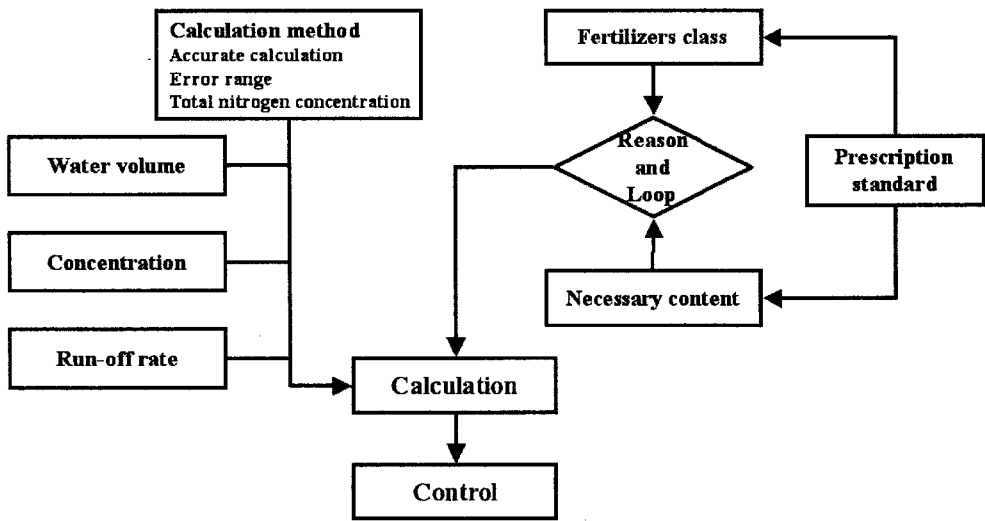 Calculation method
Accurate calculation
Error range
Total nitrogen concentration
Fertilizers class
Water volume
Reason
and
Loop
Prescription
standard
Concentration
Necessary content
Run-off rate
Calculation
Control